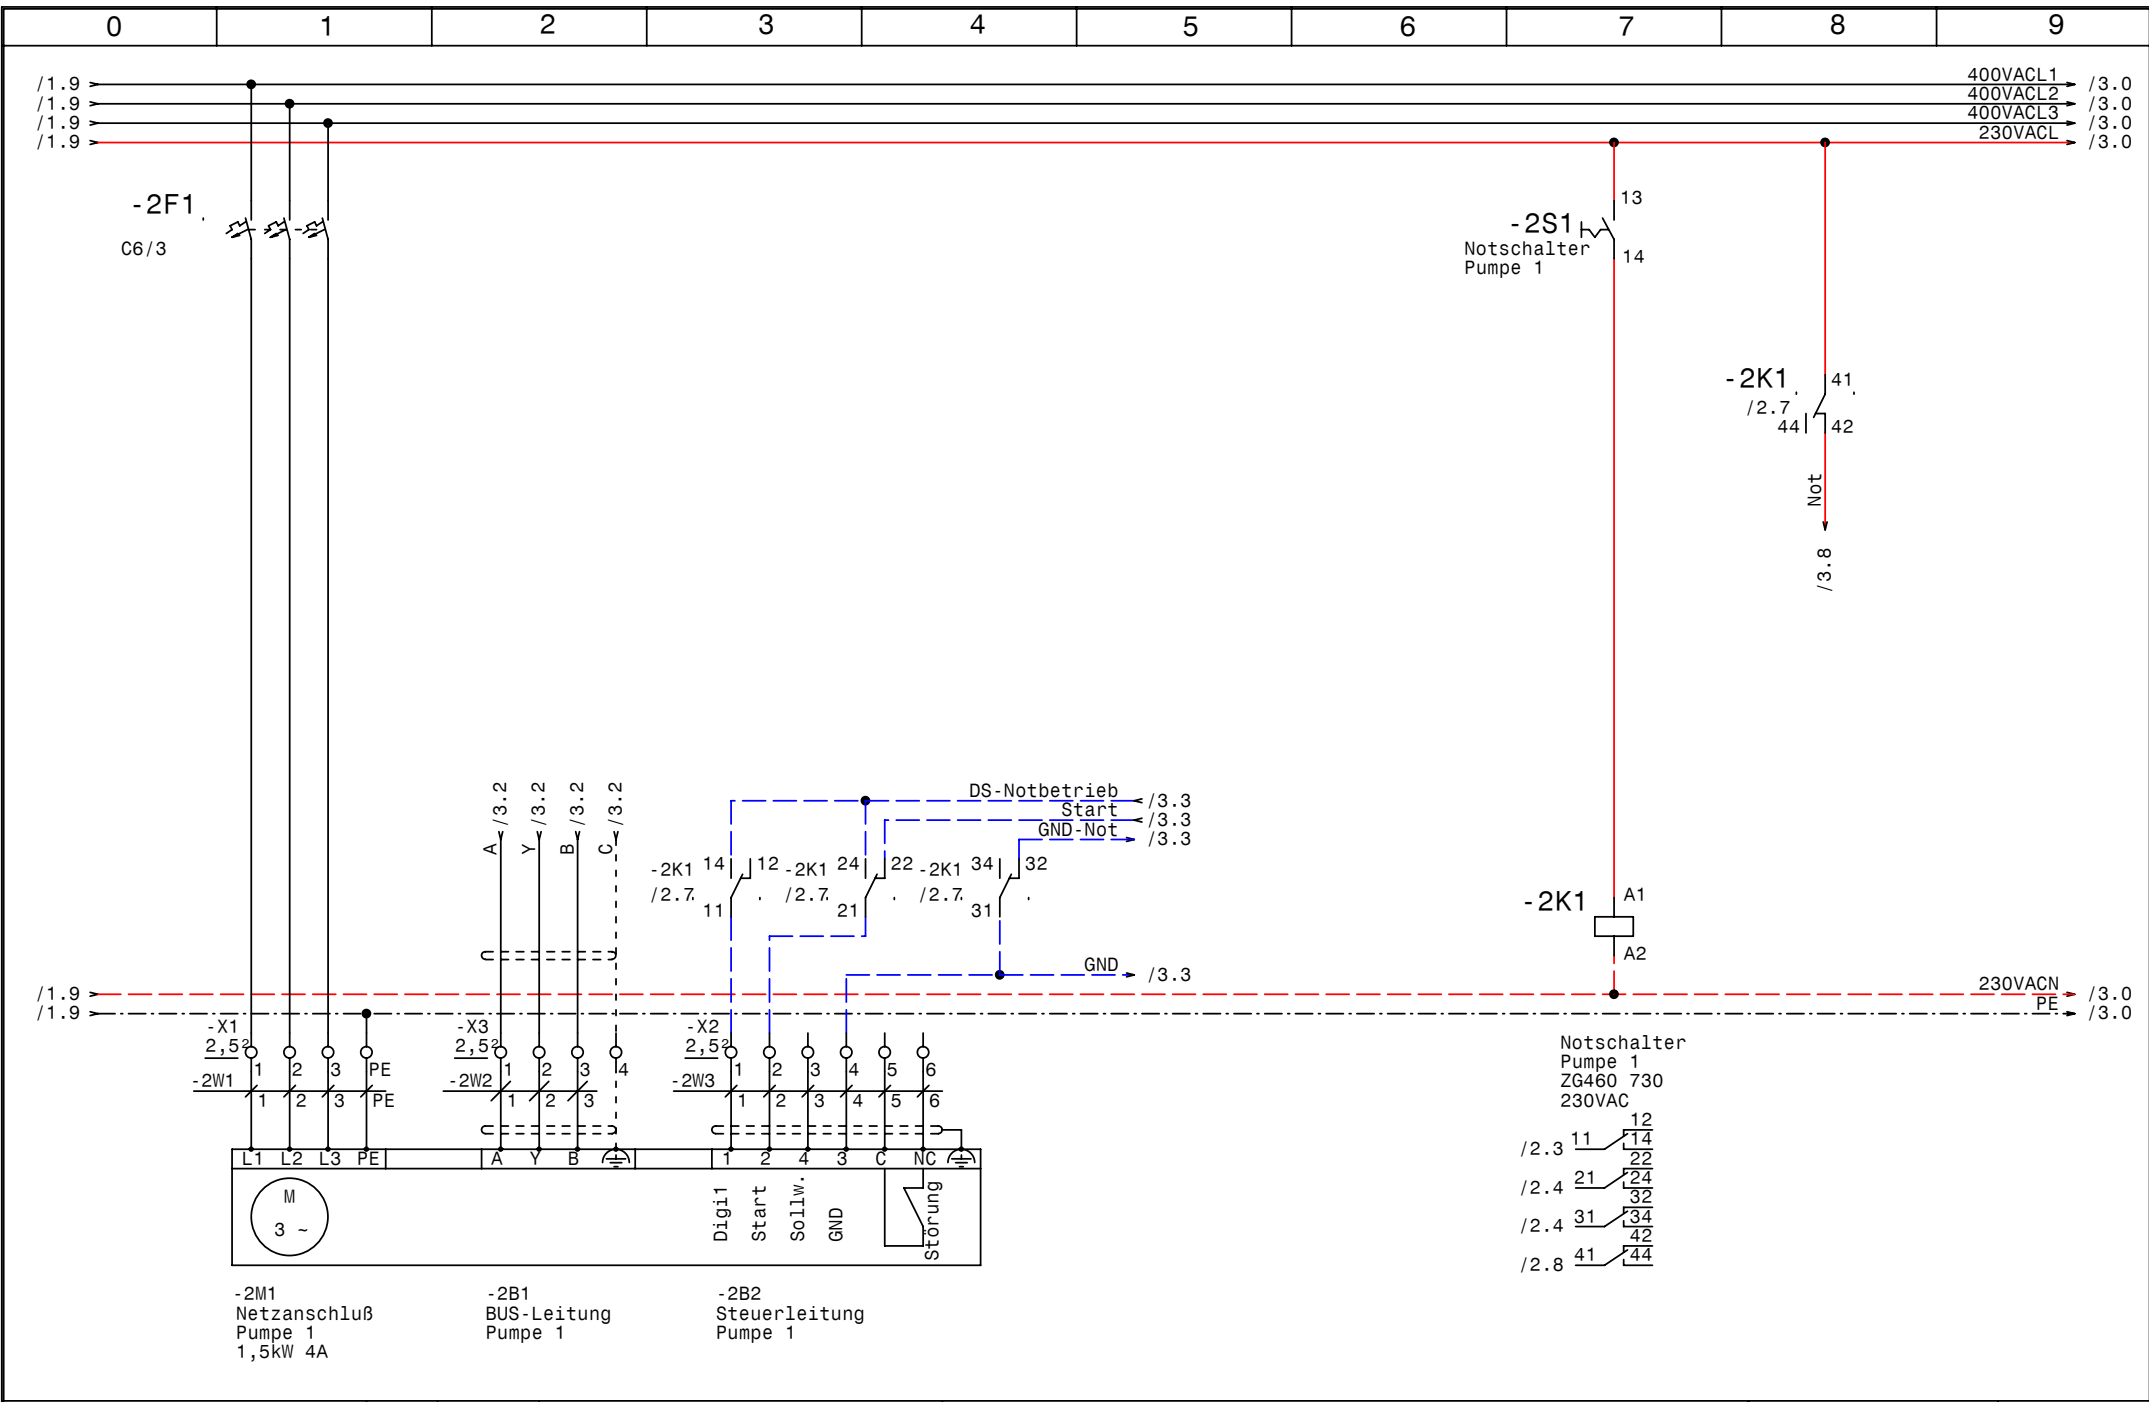 0 1 2 3 4 5 6 7 8 9
/1.9 400VACL1 /3.0
/1.9 400VACL2 /3.0
/1.9 400VACL3 /3.0
/1.9 230VACL /3.0
-2F1
C6/3
13
-2S1
Notschalter
Pumpe 1
14
-2K1 41
/2.7
44 42
Not
/3.8
/3.2 /3.2 /3.2 /3.2
A Y B C
DS-Notbetrieb /3.3
Start /3.3
GND-Not /3.3
-2K1 14 12 -2K1 24 22 -2K1 34 32
/2.7 /2.7 /2.7
11 21 31
-2K1 A1
A2
GND /3.3
/1.9 230VACN /3.0
/1.9 PE /3.0
-X1 -X3 -X2
2,5² 2,5² 2,5²
1 2 3 PE 1 2 3 4 1 2 3 4 5 6
-2W1 -2W2 -2W3
1 2 3 PE 1 2 3 1 2 3 4 5 6
L1 L2 L3 PE A Y B 1 2 4 3 C NC
M
3 ~
Digi1
Start
Sollw.
GND
Störung
-2M1
Netzanschluß
Pumpe 1
1,5kW 4A
-2B1
BUS-Leitung
Pumpe 1
-2B2
Steuerleitung
Pumpe 1
Notschalter
Pumpe 1
ZG460 730
230VAC
12
/2.3 11 14
22
/2.4 21 24
32
/2.4 31 34
42
/2.8 41 44